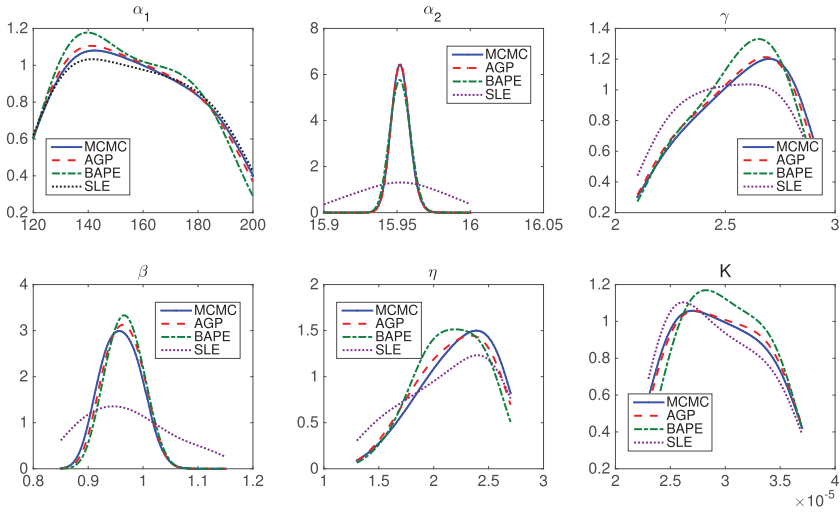 α1
1.2
1
0.8
0.6
0.4
0.2
MCMC
AGP
BAPE
SLE
120 140 160 180 200
α2
8
6
4
2
0
MCMC
AGP
BAPE
SLE
15.9 15.95 16 16.05
γ
1.4
1.2
1
0.8
0.6
0.4
0.2
MCMC
AGP
BAPE
SLE
2 2.5 3
β
4
3
2
1
0
MCMC
AGP
BAPE
SLE
0.8 0.9 1 1.1 1.2
η
2
1.5
1
0.5
0
MCMC
AGP
BAPE
SLE
1 1.5 2 2.5 3
K
1.2
1
0.8
0.6
0.4
0.2
MCMC
AGP
BAPE
SLE
2 2.5 3 3.5 4
×10-5